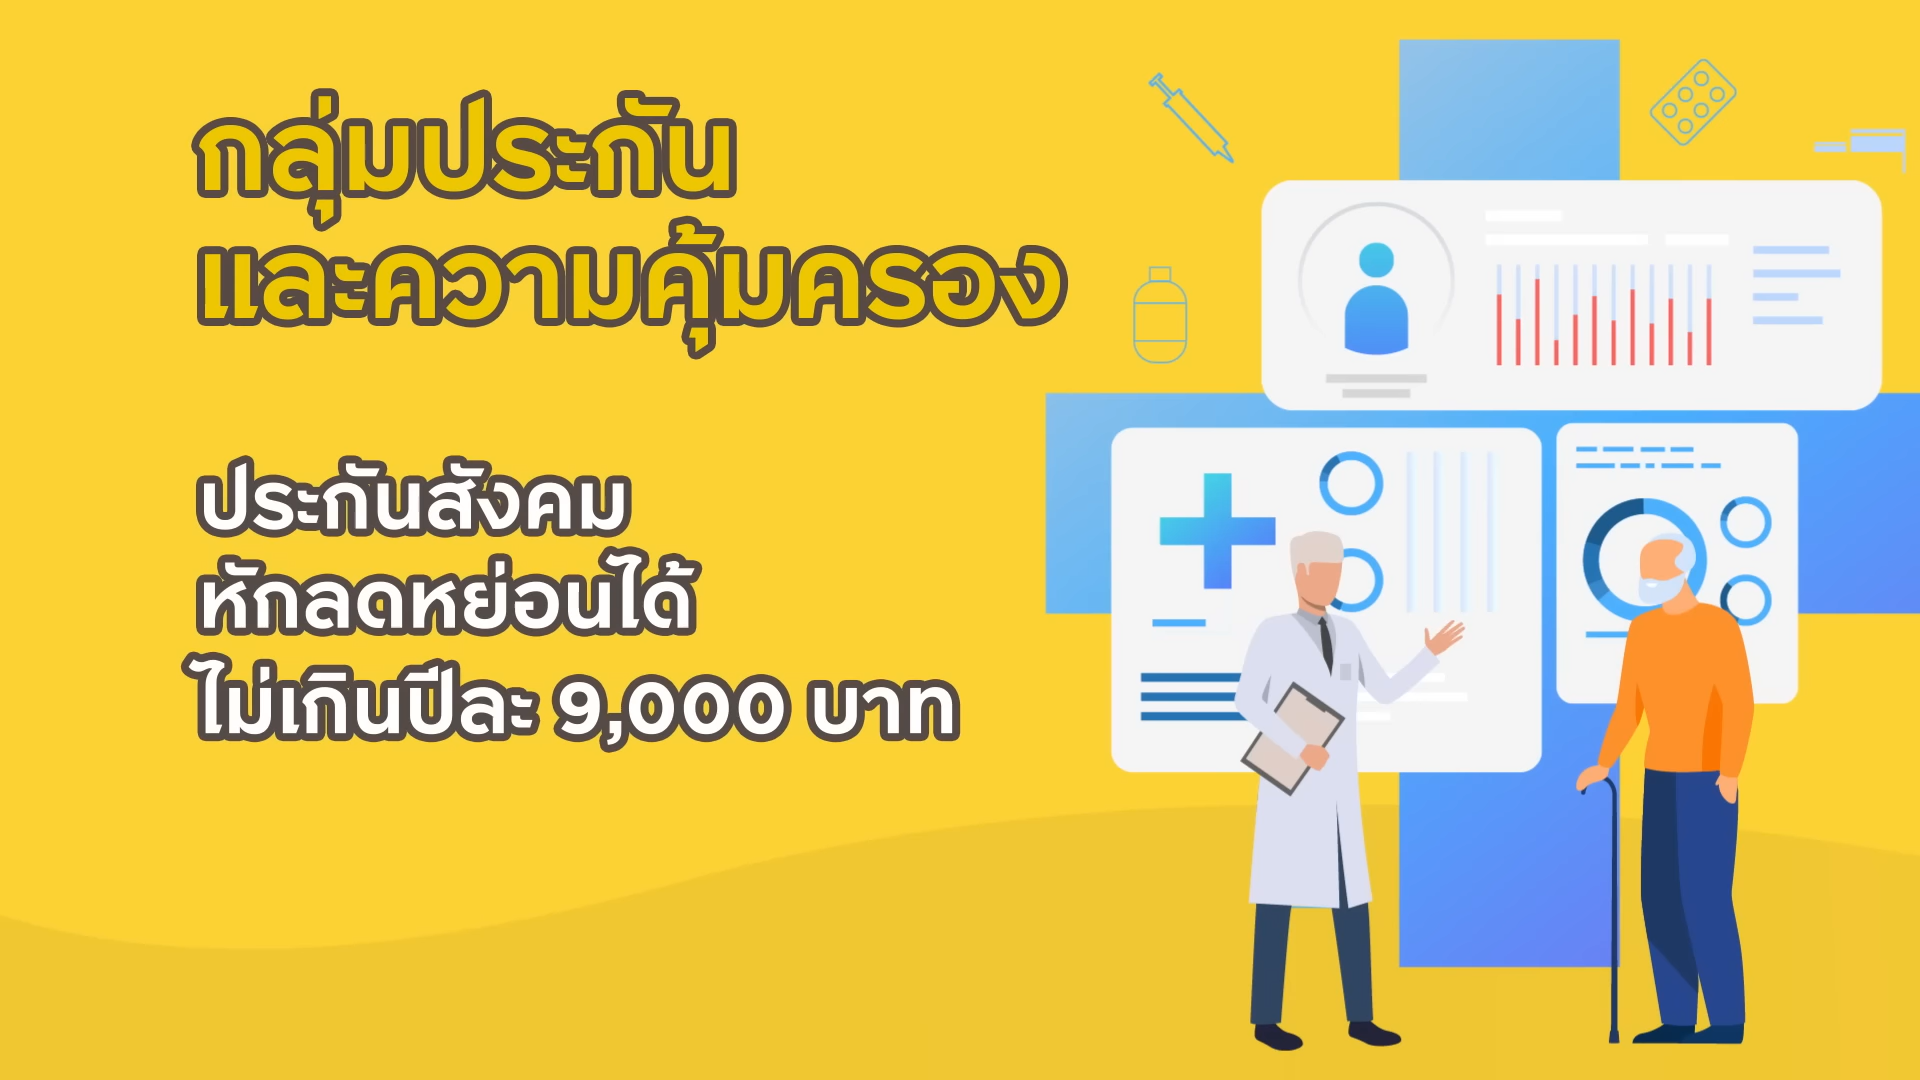 กลุ่มประกัน
และความคุ้มครอง
ประกันสังคม
หักลดหย่อนได้
ไม่เกินปีละ 9,000 บาท